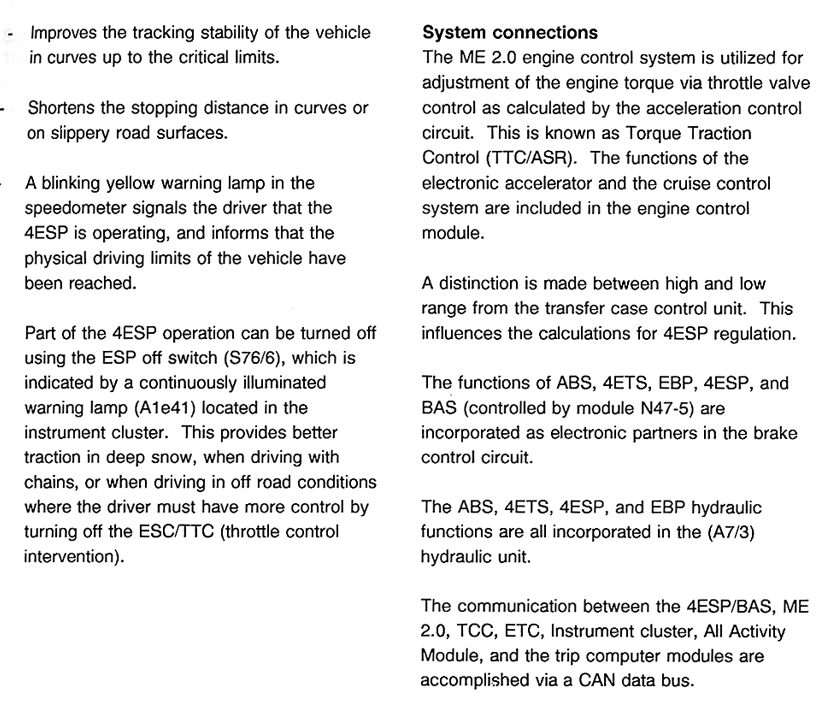 - Improves the tracking stability of the vehicle
in curves up to the critical limits.
- Shortens the stopping distance in curves or
on slippery road surfaces.
- A blinking yellow warning lamp in the
speedometer signals the driver that the
4ESP is operating, and informs that the
physical driving limits of the vehicle have
been reached.
Part of the 4ESP operation can be turned off
using the ESP off switch (S76/6), which is
indicated by a continuously illuminated
warning lamp (A1e41) located in the
instrument cluster. This provides better
traction in deep snow, when driving with
chains, or when driving in off road conditions
where the driver must have more control by
turning off the ESC/TTC (throttle control
intervention).
System connections
The ME 2.0 engine control system is utilized for
adjustment of the engine torque via throttle valve
control as calculated by the acceleration control
circuit. This is known as Torque Traction
Control (TTC/ASR). The functions of the
electronic accelerator and the cruise control
system are included in the engine control
module.
A distinction is made between high and low
range from the transfer case control unit. This
influences the calculations for 4ESP regulation.
The functions of ABS, 4ETS, EBP, 4ESP, and
BAS (controlled by module N47-5) are
incorporated as electronic partners in the brake
control circuit.
The ABS, 4ETS, 4ESP, and EBP hydraulic
functions are all incorporated in the (A7/3)
hydraulic unit.
The communication between the 4ESP/BAS, ME
2.0, TCC, ETC, Instrument cluster, All Activity
Module, and the trip computer modules are
accomplished via a CAN data bus.